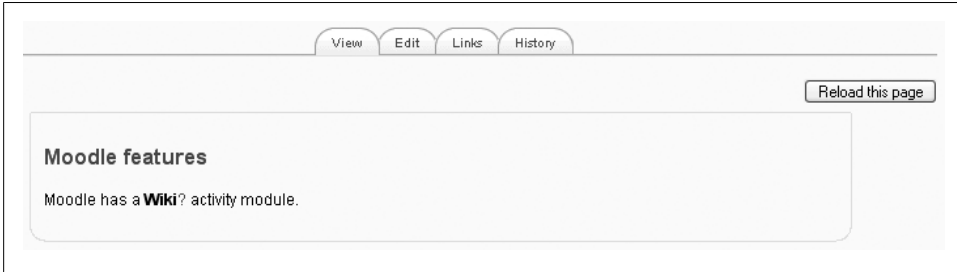 View Edit Links History
Reload this page
Moodle features
Moodle has a Wiki? activity module.